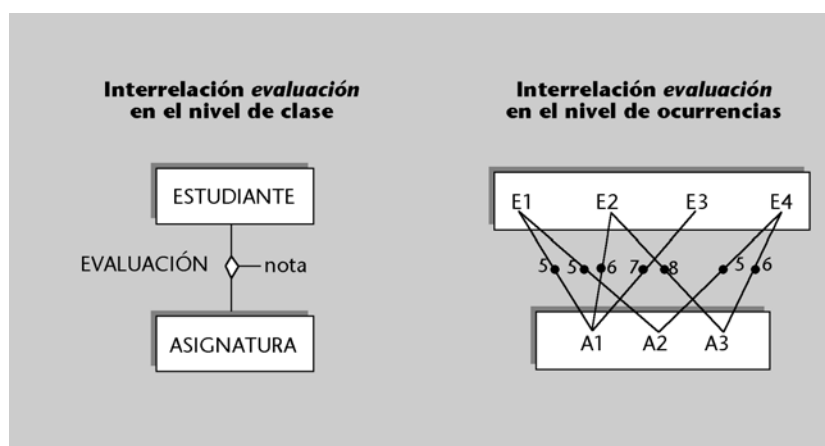 Interrelación evaluación
en el nivel de clase
ESTUDIANTE
EVALUACIÓN
nota
ASIGNATURA
Interrelación evaluación
en el nivel de ocurrencias
E1 E2 E3 E4
5 5 6 7 8 5 6
A1 A2 A3